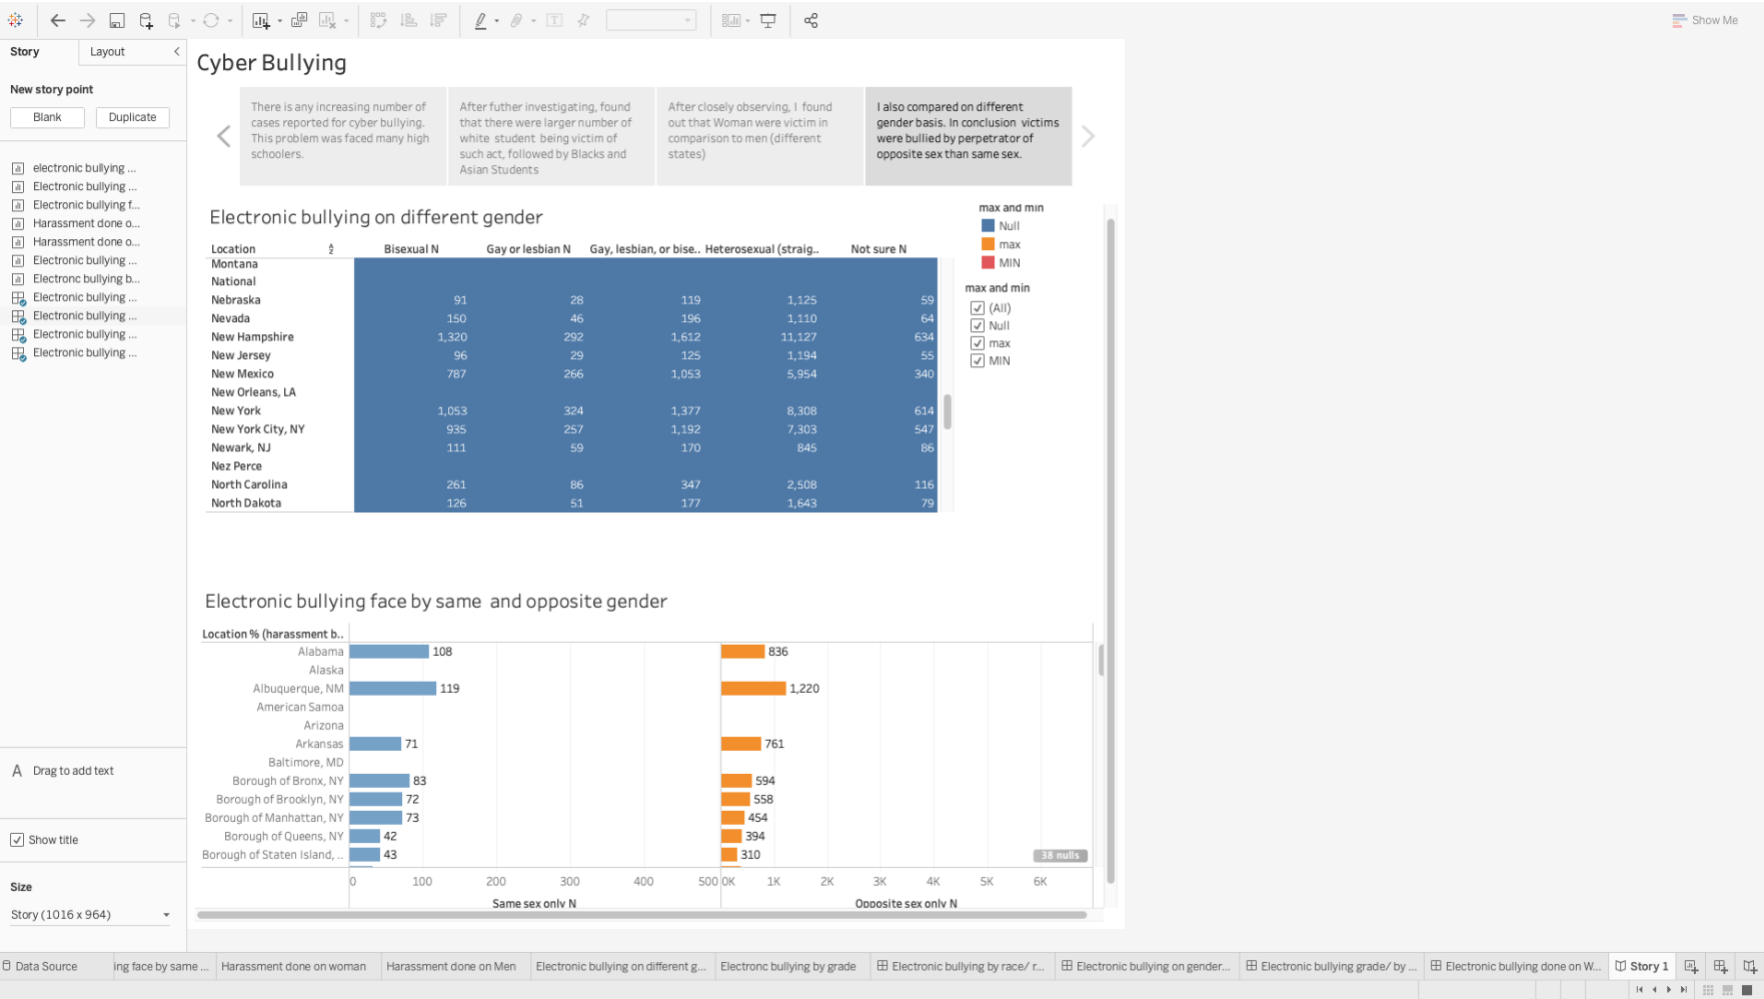 Show Me
Story
Layout
New story point
Blank
Duplicate
electronic bullying ...
Electronic bullying ...
Electronic bullying f...
Harassment done o...
Harassment done o...
Electronic bullying ...
Electronc bullying b...
Electronic bullying ...
Electronic bullying ...
Electronic bullying ...
Electronic bullying ...
A Drag to add text
Show title
Size
Story (1016 x 964)
Cyber Bullying
There is any increasing number of
cases reported for cyber bullying.
This problem was faced many high
schoolers.
After futher investigating, found
that there were larger number of
white student being victim of
such act, followed by Blacks and
Asian Students
After closely observing, I found
out that Woman were victim in
comparison to men (different
states)
I also compared on different
gender basis. In conclusion victims
were bullied by perpetrator of
opposite sex than same sex.
Electronic bullying on different gender
Location Bisexual N Gay or lesbian N Gay, lesbian, or bise.. Heterosexual (straig.. Not sure N
Montana
National
Nebraska 91 28 119 1,125 59
Nevada 150 46 196 1,110 64
New Hampshire 1,320 292 1,612 11,127 634
New Jersey 96 29 125 1,194 55
New Mexico 787 266 1,053 5,954 340
New Orleans, LA
New York 1,053 324 1,377 8,308 614
New York City, NY 935 257 1,192 7,303 547
Newark, NJ 111 59 170 845 86
Nez Perce
North Carolina 261 86 347 2,508 116
North Dakota 126 51 177 1,643 79
max and min
Null
max
MIN
max and min
(All)
Null
max
MIN
Electronic bullying face by same and opposite gender
Location % (harassment b..
Alabama 108 836
Alaska
Albuquerque, NM 119 1,220
American Samoa
Arizona
Arkansas 71 761
Baltimore, MD
Borough of Bronx, NY 83 594
Borough of Brooklyn, NY 72 558
Borough of Manhattan, NY 73 454
Borough of Queens, NY 42 394
Borough of Staten Island, .. 43 310
38 nulls
0 100 200 300 400 500 0K 1K 2K 3K 4K 5K 6K
Same sex only N Opposite sex only N
Data Source
ing face by same ...
Harassment done on woman
Harassment done on Men
Electronic bullying on different g...
Electronc bullying by grade
Electronic bullying by race/ r...
Electronic bullying on gender...
Electronic bullying grade/ by ...
Electronic bullying done on W...
Story 1